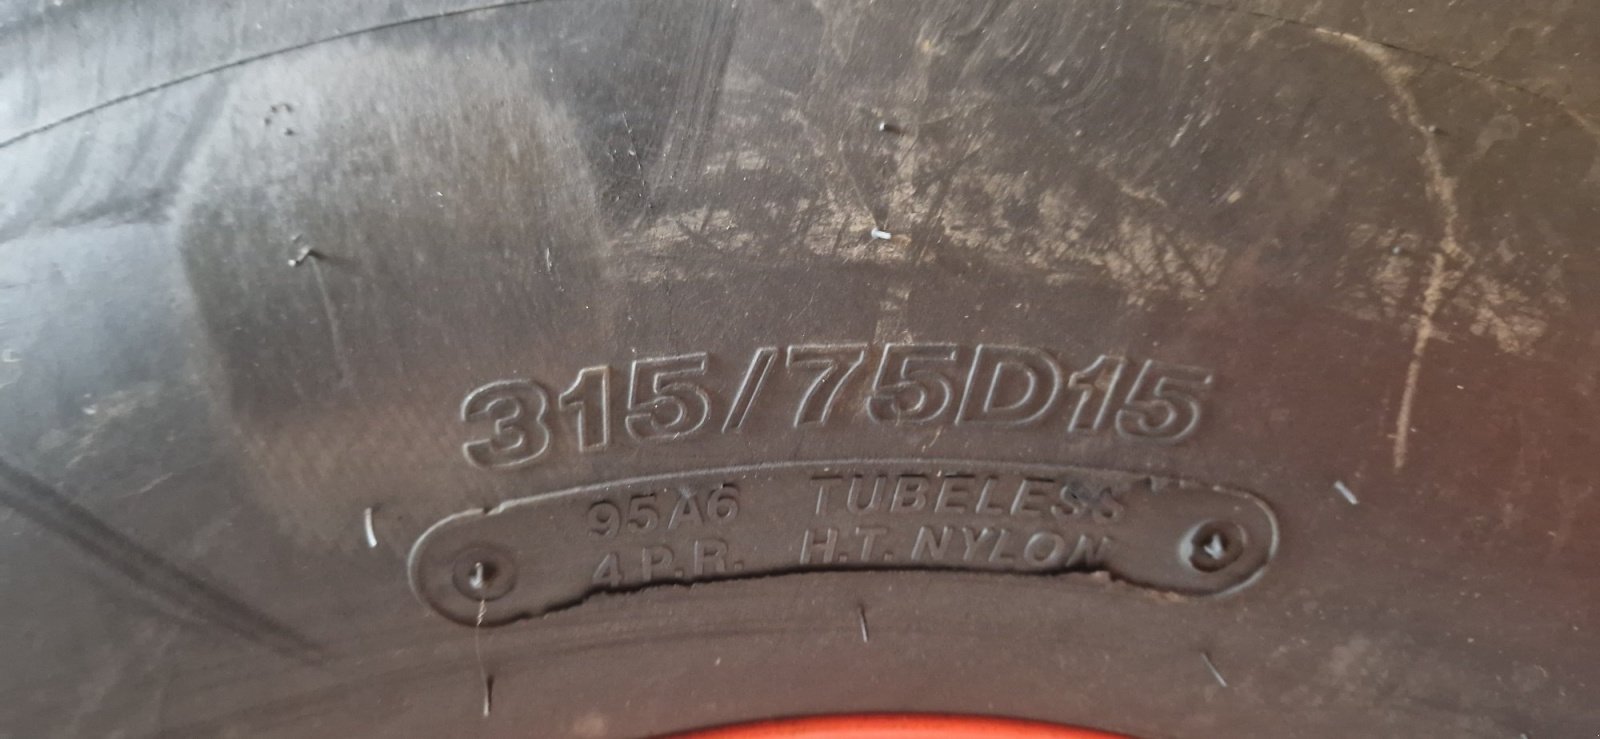 315/75D15
95A6 TUBELESS
4 P.R. H.T. NYLON